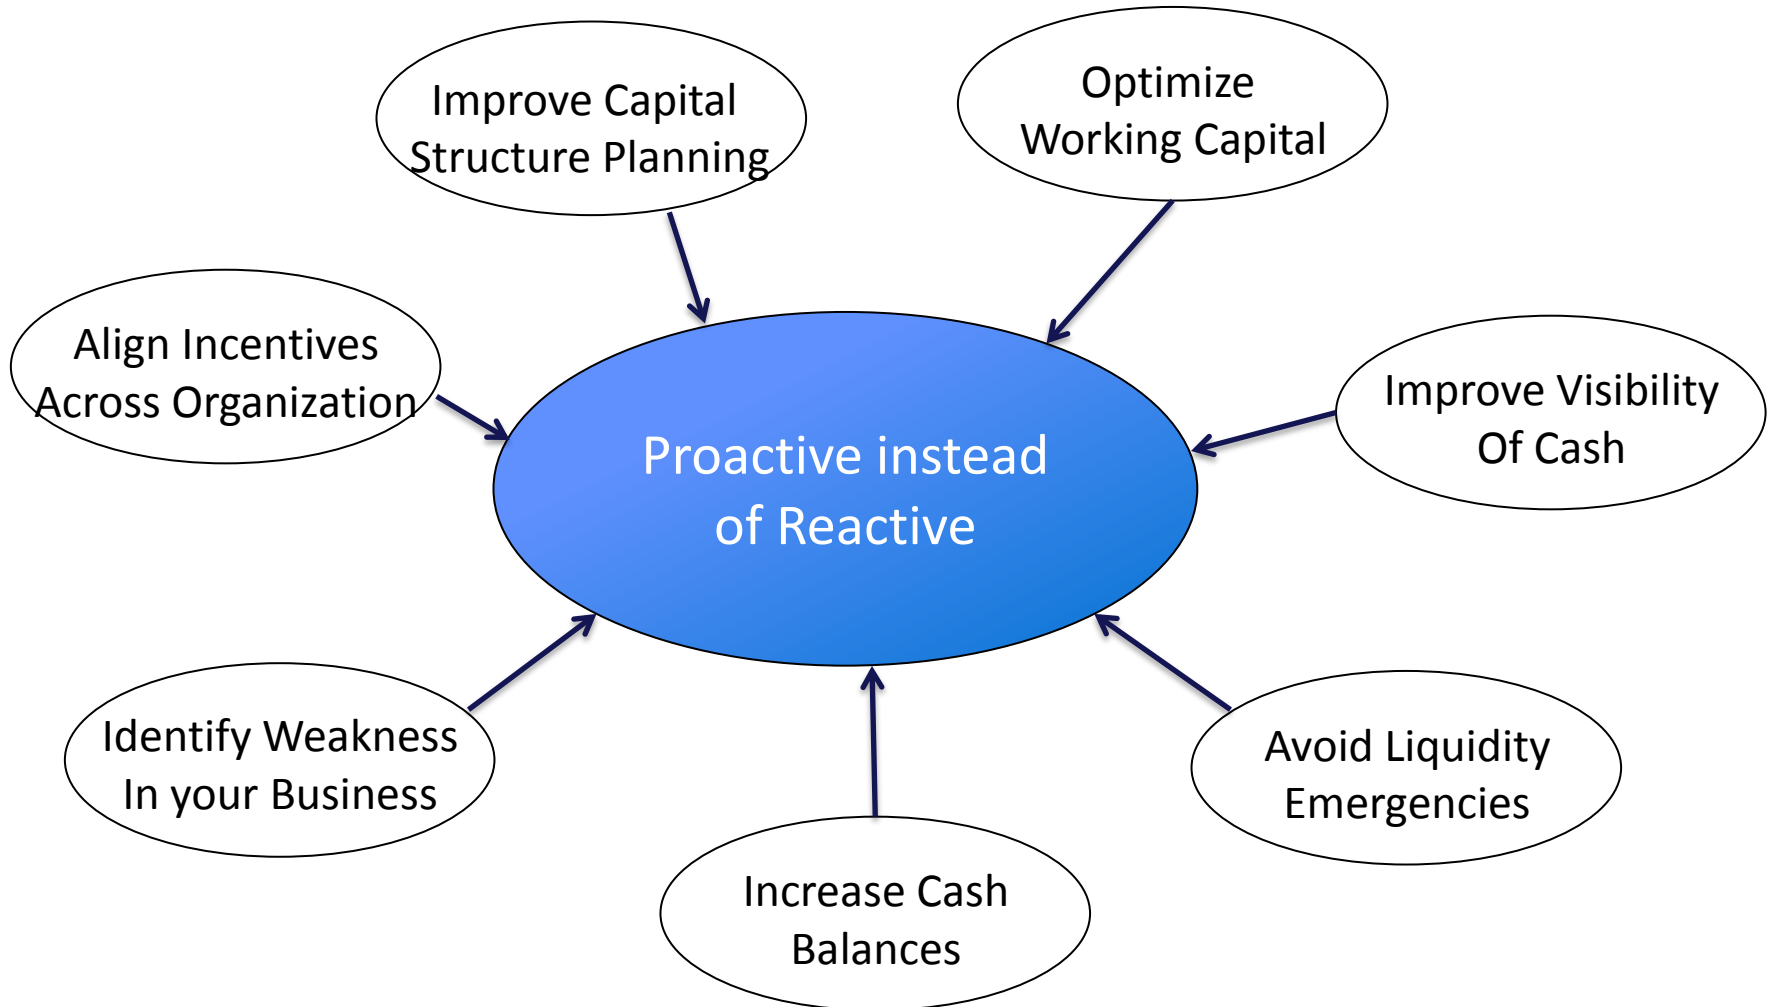 Improve Capital
Structure Planning
Optimize
Working Capital
Align Incentives
Across Organization
Improve Visibility
Of Cash
Proactive instead
of Reactive
Identify Weakness
In your Business
Avoid Liquidity
Emergencies
Increase Cash
Balances